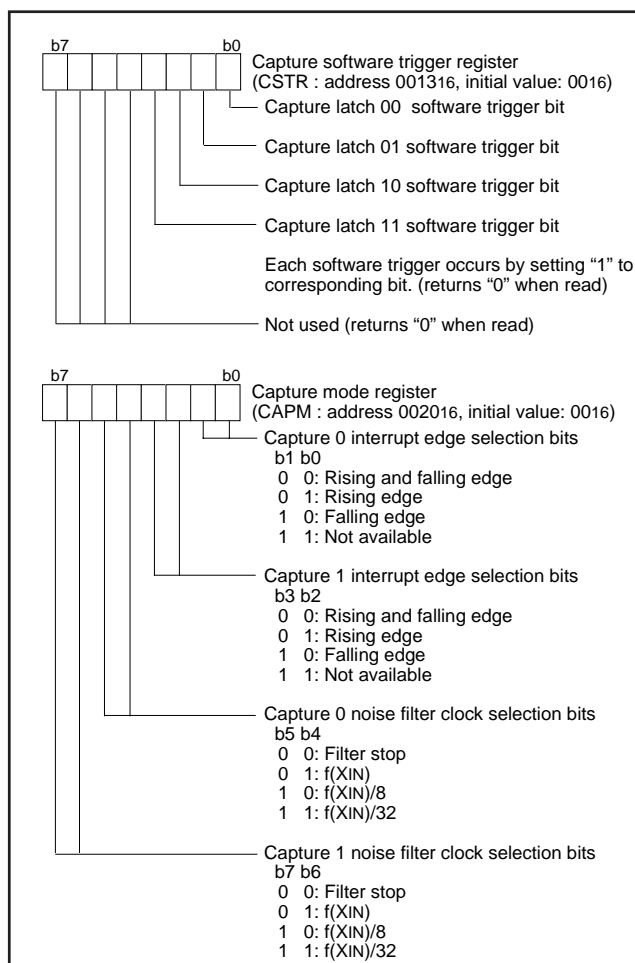 b7 b0
Capture software trigger register
(CSTR : address 001316, initial value: 0016)
Capture latch 00 software trigger bit
Capture latch 01 software trigger bit
Capture latch 10 software trigger bit
Capture latch 11 software trigger bit
Each software trigger occurs by setting “1” to
corresponding bit. (returns “0” when read)
Not used (returns “0” when read)
b7 b0
Capture mode register
(CAPM : address 002016, initial value: 0016)
Capture 0 interrupt edge selection bits
b1 b0
0 0: Rising and falling edge
0 1: Rising edge
1 0: Falling edge
1 1: Not available
Capture 1 interrupt edge selection bits
b3 b2
0 0: Rising and falling edge
0 1: Rising edge
1 0: Falling edge
1 1: Not available
Capture 0 noise filter clock selection bits
b5 b4
0 0: Filter stop
0 1: f(XIN)
1 0: f(XIN)/8
1 1: f(XIN)/32
Capture 1 noise filter clock selection bits
b7 b6
0 0: Filter stop
0 1: f(XIN)
1 0: f(XIN)/8
1 1: f(XIN)/32